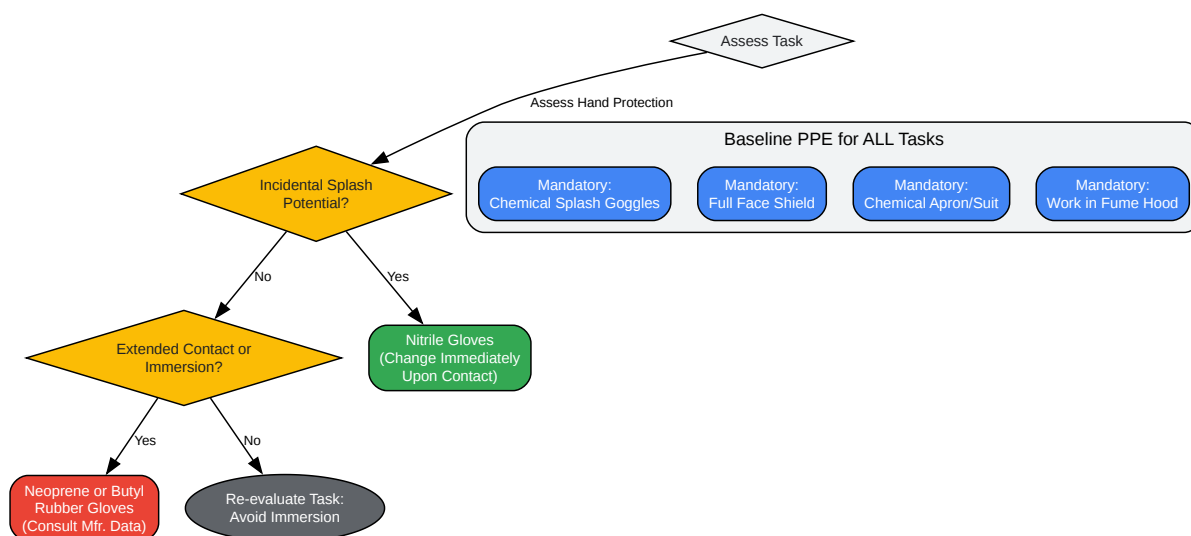 Assess Task
Assess Hand Protection
Baseline PPE for ALL Tasks
Mandatory:
Chemical Splash Goggles
Mandatory:
Full Face Shield
Mandatory:
Chemical Apron/Suit
Mandatory:
Work in Fume Hood
Incidental Splash
Potential?
No
Yes
Extended Contact or
Immersion?
Nitrile Gloves
(Change Immediately
Upon Contact)
Yes
No
Neoprene or Butyl
Rubber Gloves
(Consult Mfr. Data)
Re-evaluate Task:
Avoid Immersion